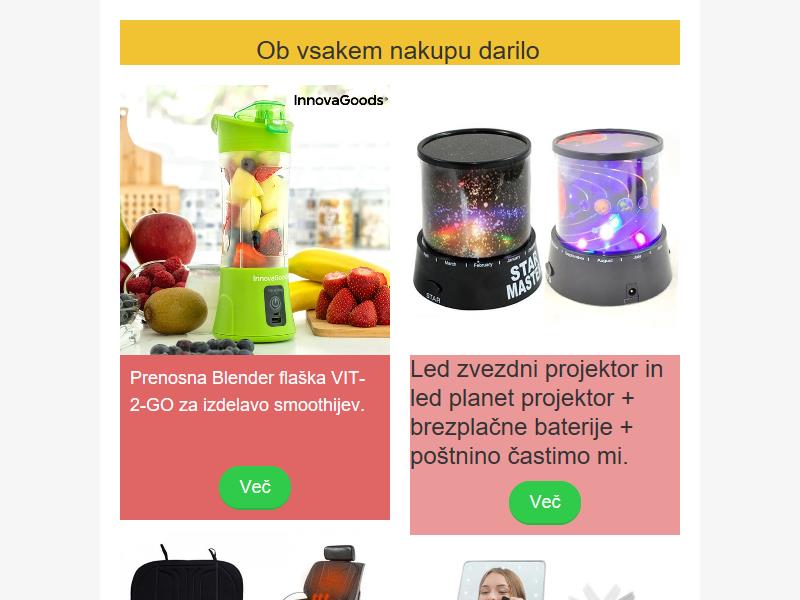 Ob vsakem nakupu darilo
InnovaGoods®
InnovaGoods
March
February
January
STAR
MASTER
STAR
September
August
July
Prenosna Blender flaška VIT-
2-GO za izdelavo smoothijev.
Več
Led zvezdni projektor in
led planet projektor +
brezplačne baterije +
poštnino častimo mi.
Več